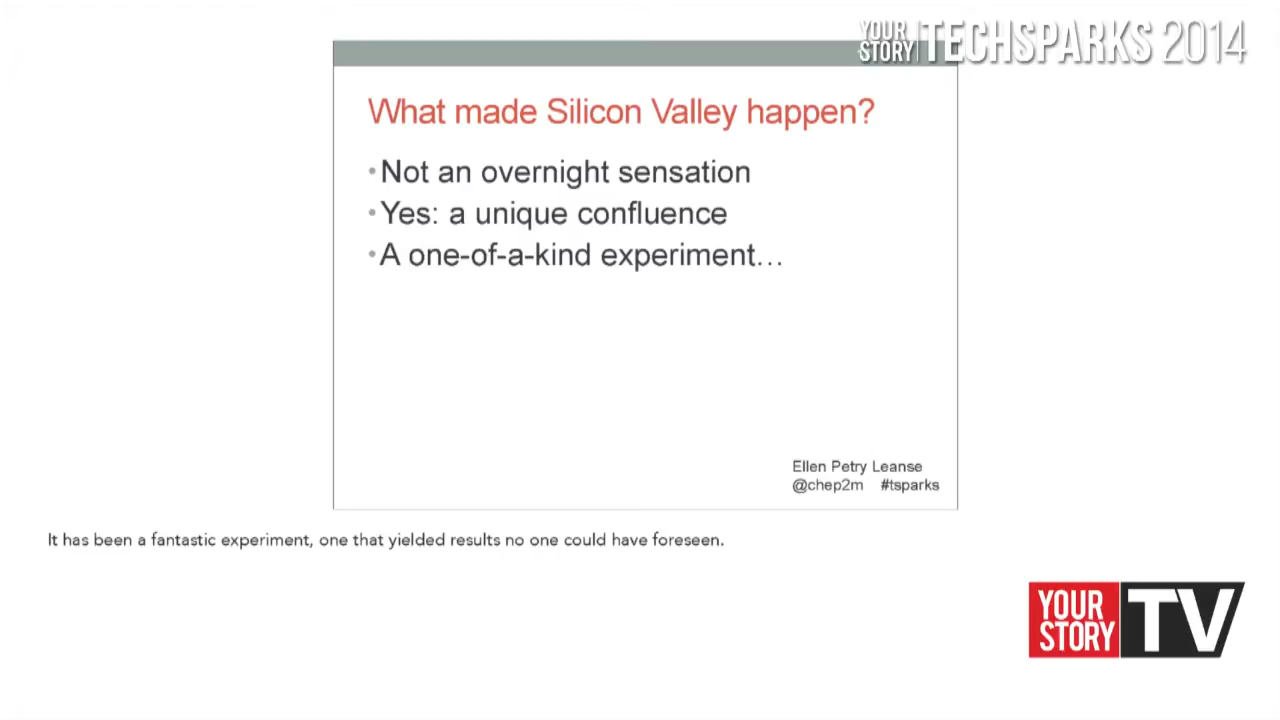 YOUR STORY TECHSPARKS 2014
What made Silicon Valley happen?
•Not an overnight sensation
•Yes: a unique confluence
•A one-of-a-kind experiment…
Ellen Petry Leanse
@chep2m #tsparks
It has been a fantastic experiment, one that yielded results no one could have foreseen.
YOUR STORY TV